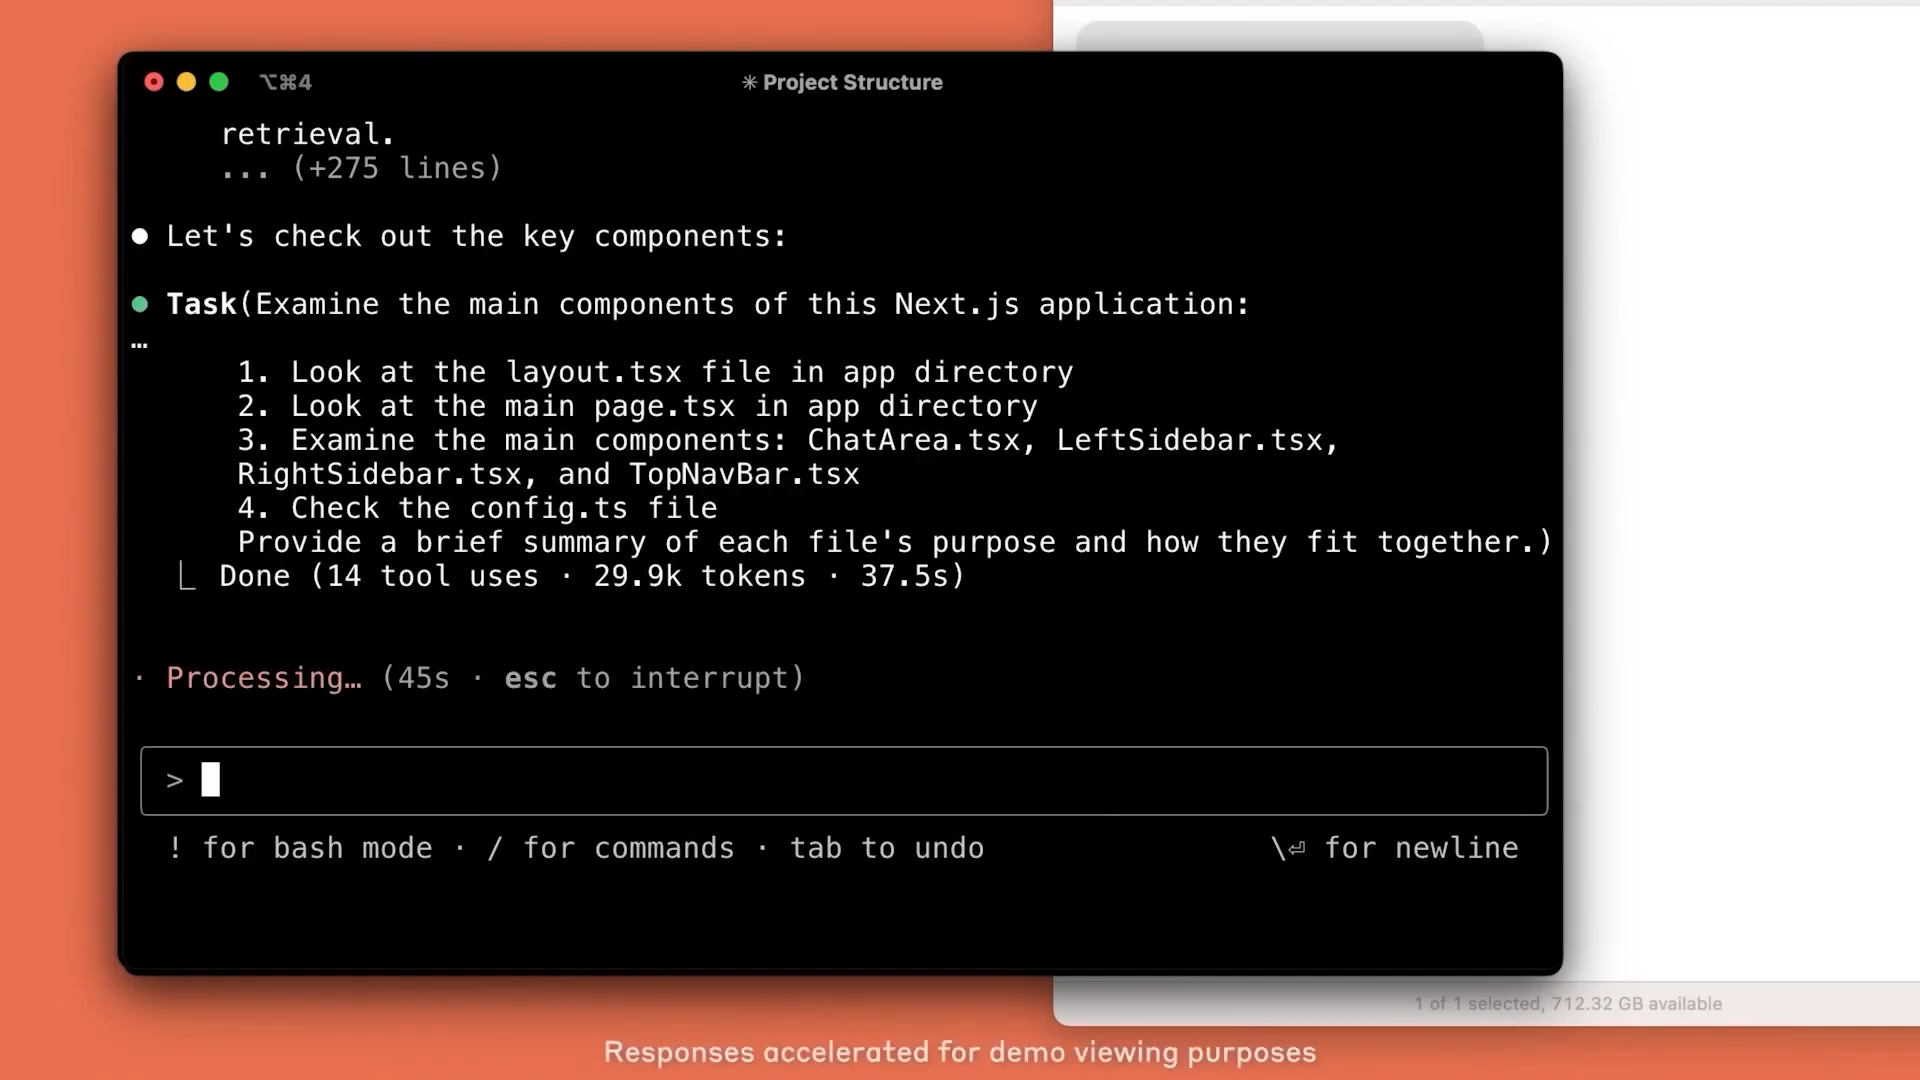 ⌥⌘4
✳ Project Structure
retrieval.
... (+275 lines)
● Let's check out the key components:
● Task(Examine the main components of this Next.js application:
…
1. Look at the layout.tsx file in app directory
2. Look at the main page.tsx in app directory
3. Examine the main components: ChatArea.tsx, LeftSidebar.tsx,
RightSidebar.tsx, and TopNavBar.tsx
4. Check the config.ts file
Provide a brief summary of each file's purpose and how they fit together.)
⎿ Done (14 tool uses · 29.9k tokens · 37.5s)
· Processing… (45s · esc to interrupt)
>
! for bash mode · / for commands · tab to undo
\⏎ for newline
1 of 1 selected, 712.32 GB available
Responses accelerated for demo viewing purposes